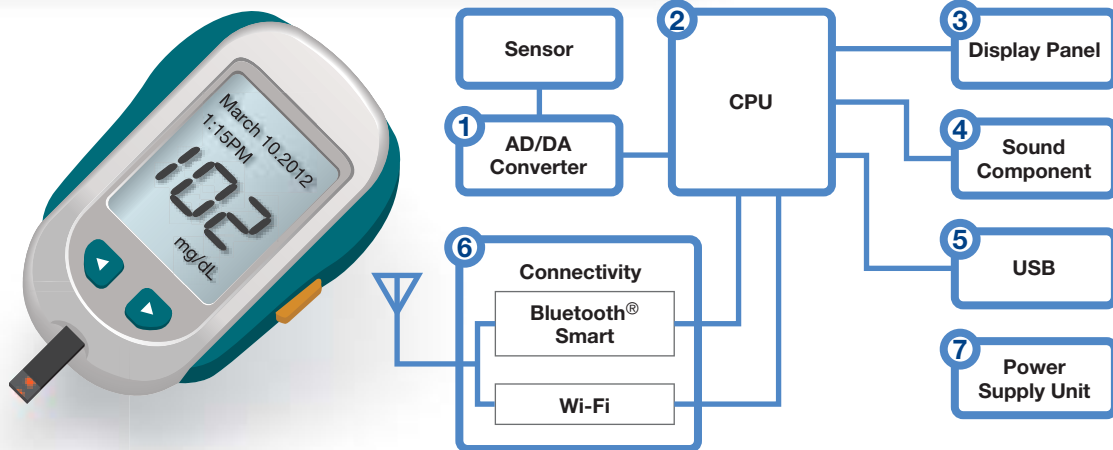 March 10.2012
1:15PM
102
mg/dL
Sensor
1
AD/DA
Converter
2
CPU
3
Display Panel
4
Sound
Component
5
USB
6
Connectivity
Bluetooth®
Smart
Wi-Fi
7
Power
Supply Unit